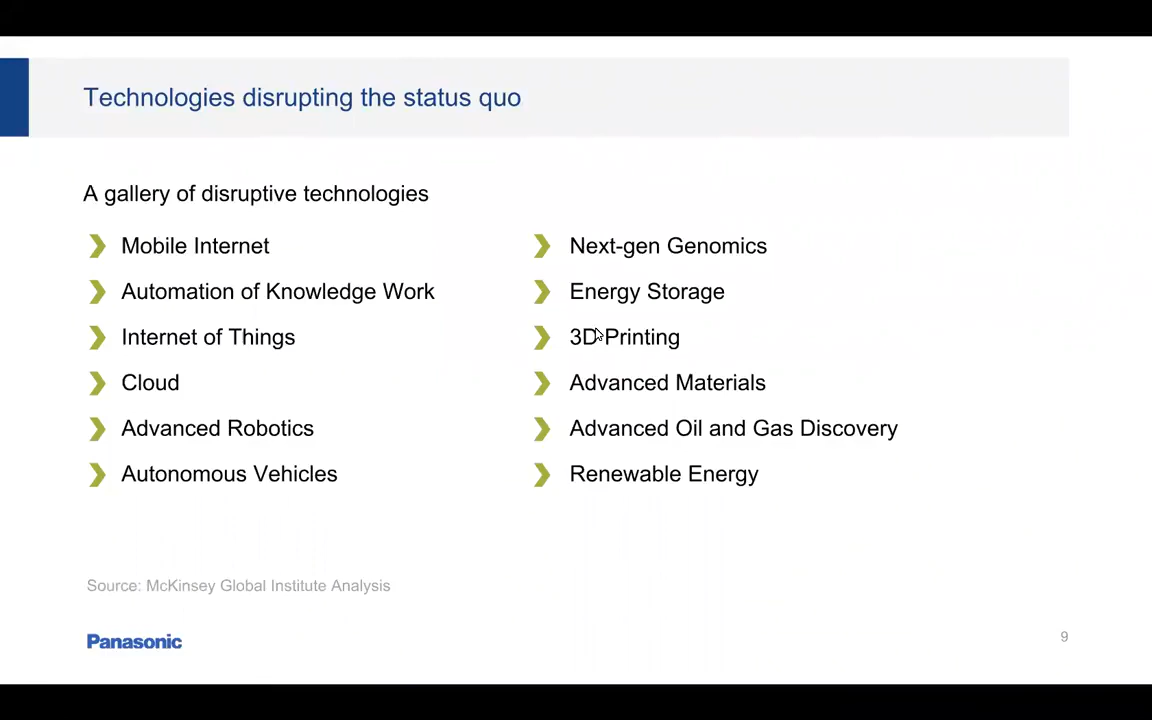 Technologies disrupting the status quo
A gallery of disruptive technologies
Mobile Internet
Automation of Knowledge Work
Internet of Things
Cloud
Advanced Robotics
Autonomous Vehicles
Next-gen Genomics
Energy Storage
3D Printing
Advanced Materials
Advanced Oil and Gas Discovery
Renewable Energy
Source: McKinsey Global Institute Analysis
Panasonic
9